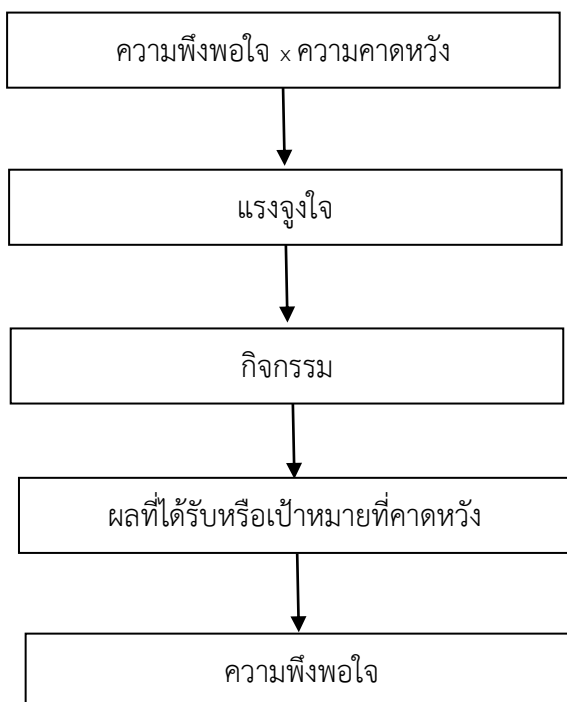 ความพึงพอใจ x ความคาดหวัง
แรงจูงใจ
กิจกรรม
ผลที่ได้รับหรือเป้าหมายที่คาดหวัง
ความพึงพอใจ